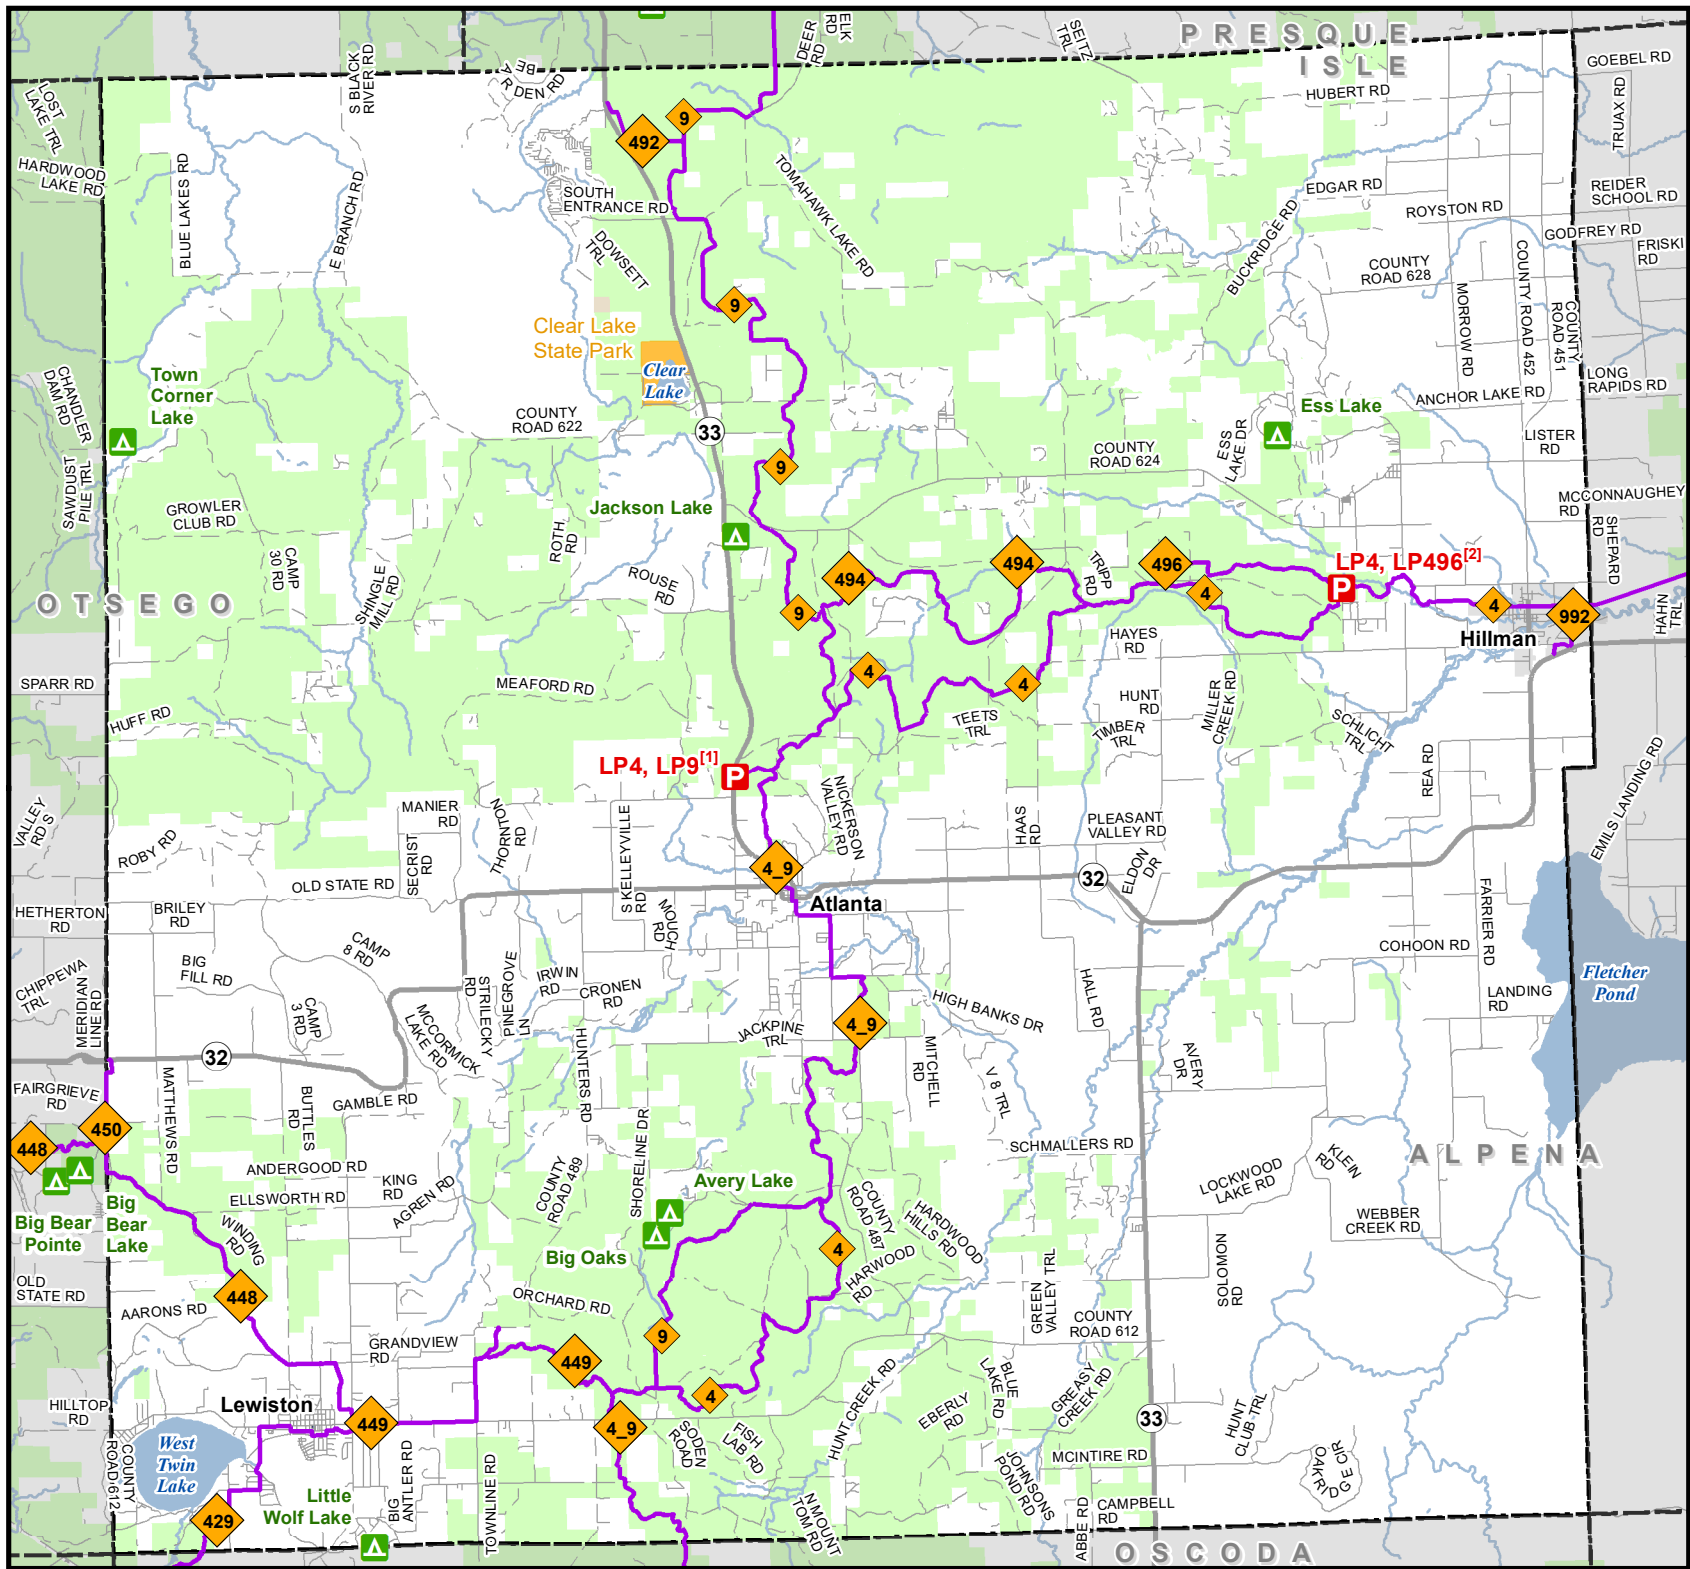 PRESQUE
ISLE
ELK
RD
DEER
RD
SEITZ
TRL
GOEBEL RD
S BLACK
RIVER RD
BE
A R DEN RD
LOST
LAKE TRL
HUBERT RD
TRUAX RD
9
492
HARDWOOD
LAKE RD
BLUE LAKES RD
E BRANCH RD
SOUTH
ENTRANCE RD
TOMAHAWK LAKE RD
EDGAR RD
REIDER
SCHOOL RD
ROYSTON RD
GODFREY RD
FRISKI
RD
DOWSETT
TRL
BUCKRIDGE RD
COUNTY
ROAD 628
MORROW RD
COUNTY ROAD 452
COUNTY
ROAD 451
9
Clear Lake
State Park
Clear
Lake
CHANDLER
DAM RD
Town
Corner
Lake
COUNTY
ROAD 622
33
LONG
RAPIDS RD
ANCHOR LAKE RD
Ess Lake
ESS
LAKE DR
LISTER
RD
COUNTY
ROAD 624
9
SAWDUST
PILE TRL
GROWLER
CLUB RD
Jackson Lake
MCCONNAUGHEY
RD
SHEPARD
RD
ROTH
RD
CAMP
30 RD
SHINGLE
MILL RD
ROUSE
RD
494
494
TRIPP
RD
496
LP4, LP496[2]
P
4
4
992
Hillman
HAHN
TRL
OTSEGO
9
HAYES
RD
4
4
SPARR RD
MEAFORD RD
HUFF RD
TEETS
TRL
HUNT
RD
TIMBER
TRL
MILLER
CREEK RD
SCHLICHT
TRL
LP4, LP9[1]
P
REA RD
EMILS LANDING RD
VALLEY
RD S
ROBY RD
MANIER
RD
SECRIST
RD
THORNTON
RD
S KELLEYVILLE
RD
NICKERSON
VALLEY RD
HAAS
RD
PLEASANT
VALLEY RD
ELDON
DR
32
4_9
OLD STATE RD
Atlanta
HETHERTON
RD
BRILEY
RD
MOUCH
RD
FARRIER RD
COHOON RD
CAMP
8 RD
BIG
FILL RD
CHIPPEWA
TRL
MERIDIAN
LINE RD
CAMP
3 RD
MCCORMICK
LAKE RD
STRILECKY
RD
PINEGROVE
LN
IRWIN
RD
CRONEN
RD
Fletcher
Pond
LANDING
RD
HALL RD
HIGH BANKS DR
4_9
JACKPINE
TRL
32
HUNTERS RD
MITCHELL
RD
V 8 TRL
AVERY
DR
FAIRGRIEVE
RD
MATTHEWS RD
BUTTLES
RD
GAMBLE RD
450
448
SCHMALLERS RD
ALPENA
KLEIN
RD
LOCKWOOD
LAKE RD
ANDERGOOD RD
KING
RD
AGREN RD
ELLSWORTH RD
COUNTY
ROAD 489
SHORELINE DR
Avery Lake
COUNTY
ROAD 487
HARDWOOD
HILLS RD
WEBBER
CREEK RD
Big Bear
Pointe
Big
Bear
Lake
WINDING
RD
Big Oaks
4
HARWOOD
RD
GREEN
VALLEY TRL
SOLOMON
RD
OLD
STATE RD
448
AARONS RD
ORCHARD RD
COUNTY
ROAD 612
9
GRANDVIEW
RD
449
HILLTOP
RD
Lewiston
449
4
4_9
SODEN
ROAD
FISH
LAB RD
HUNT CREEK RD
EBERLY
RD
BLUE
LAKE RD
GREASY
CREEK RD
33
HUNT
CLUB TRL
West
Twin
Lake
COUNTY
ROAD 612
MCINTIRE RD
JOHNSONS
POND RD
OAKRIDG E CIR
Little
Wolf Lake
BIG
ANTLER RD
TOWNLINE RD
N MOUNT
TOM RD
ABBE RD
CAMPBELL
RD
429
OSCODA